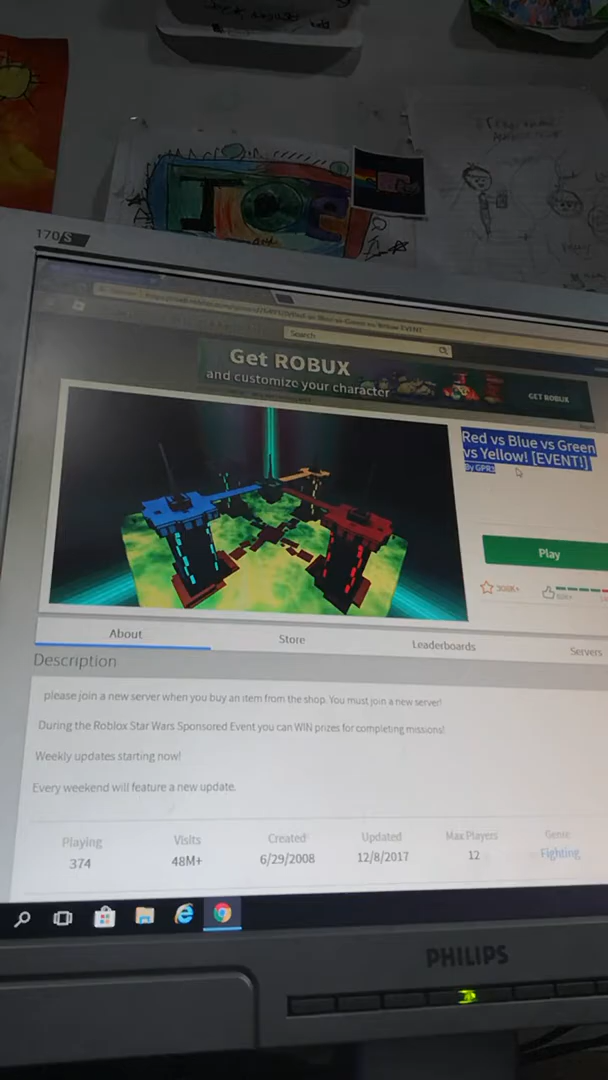 170S
Search
Get ROBUX
and customize your character
GET ROBUX
Red vs Blue vs Green
vs Yellow! [EVENT!]
By GPR3
Play
308K+
About
Store
Leaderboards
Servers
Description
please join a new server when you buy an item from the shop. You must join a new server!
During the Roblox Star Wars Sponsored Event you can WIN prizes for completing missions!
Weekly updates starting now!
Every weekend will feature a new update.
Playing
Visits
Created
Updated
Max Players
Genre
374
48M+
6/29/2008
12/8/2017
12
Fighting
PHILIPS